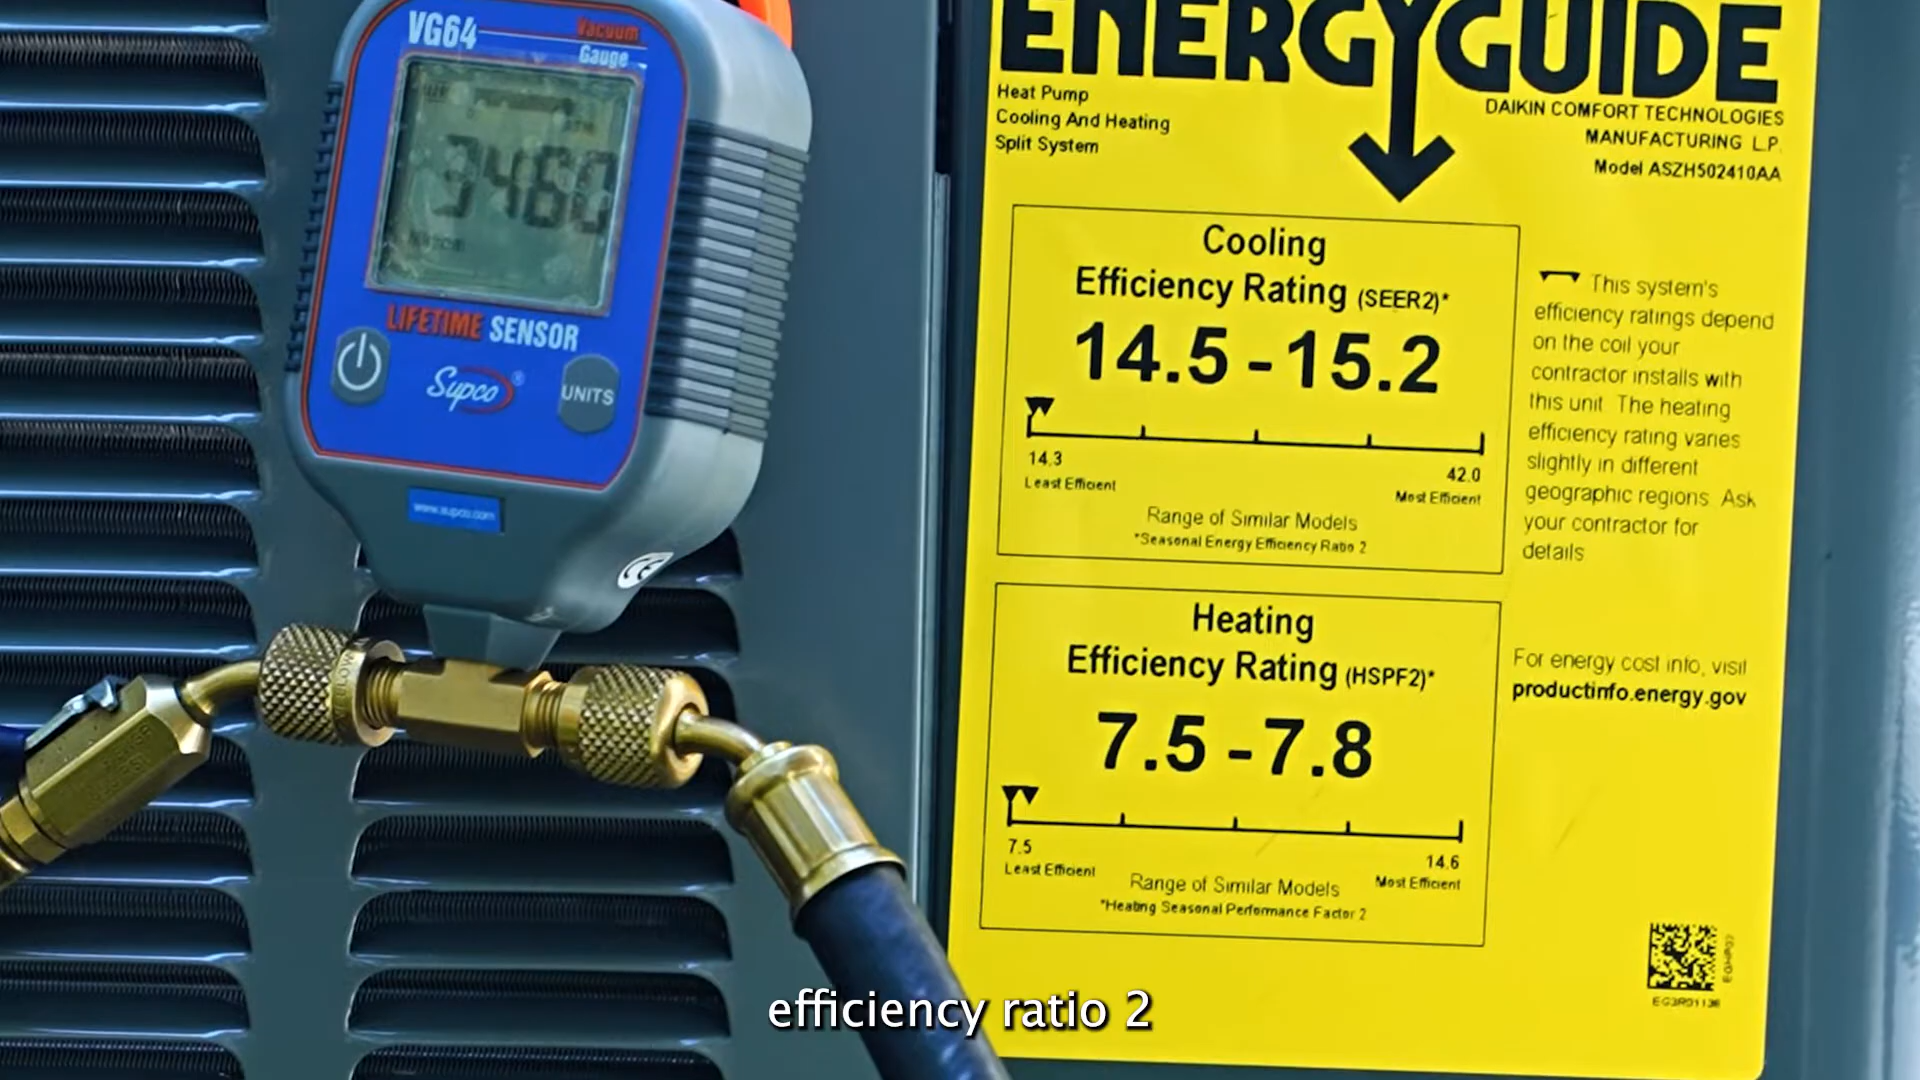 VG64 Vacuum
Gauge
3460
LIFETIME SENSOR
Supco®
UNITS
www.supco.com
ENERGYGUIDE
Heat Pump
Cooling And Heating
Split System
DAIKIN COMFORT TECHNOLOGIES
MANUFACTURING L.P.
Model ASZH502410AA
Cooling
Efficiency Rating (SEER2)*
14.5 - 15.2
14.3
Least Efficient
42.0
Most Efficient
Range of Similar Models
*Seasonal Energy Efficiency Ratio 2
This system's
efficiency ratings depend
on the coil your
contractor installs with
this unit. The heating
efficiency rating varies
slightly in different
geographic regions. Ask
your contractor for
details
Heating
Efficiency Rating (HSPF2)*
7.5 - 7.8
7.5
Least Efficient
14.6
Most Efficient
Range of Similar Models
*Heating Seasonal Performance Factor 2
For energy cost info, visit
productinfo.energy.gov
efficiency ratio 2